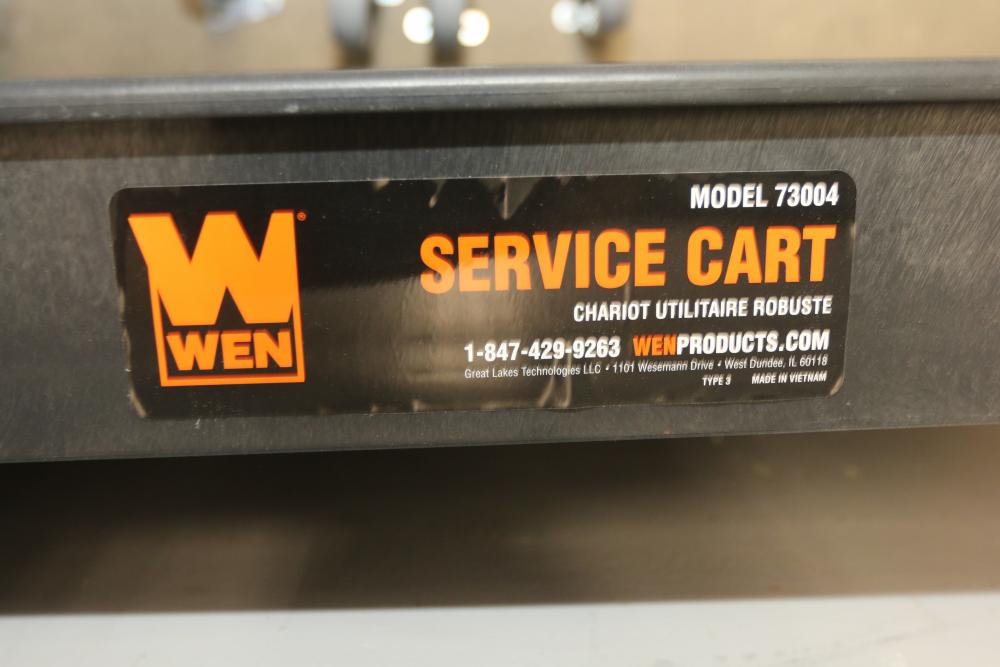 MODEL 73004
W®
WEN
SERVICE CART
CHARIOT UTILITAIRE ROBUSTE
1-847-429-9263 WENPRODUCTS.COM
Great Lakes Technologies LLC • 1101 Wesemann Drive • West Dundee, IL 60118
TYPE 3 MADE IN VIETNAM